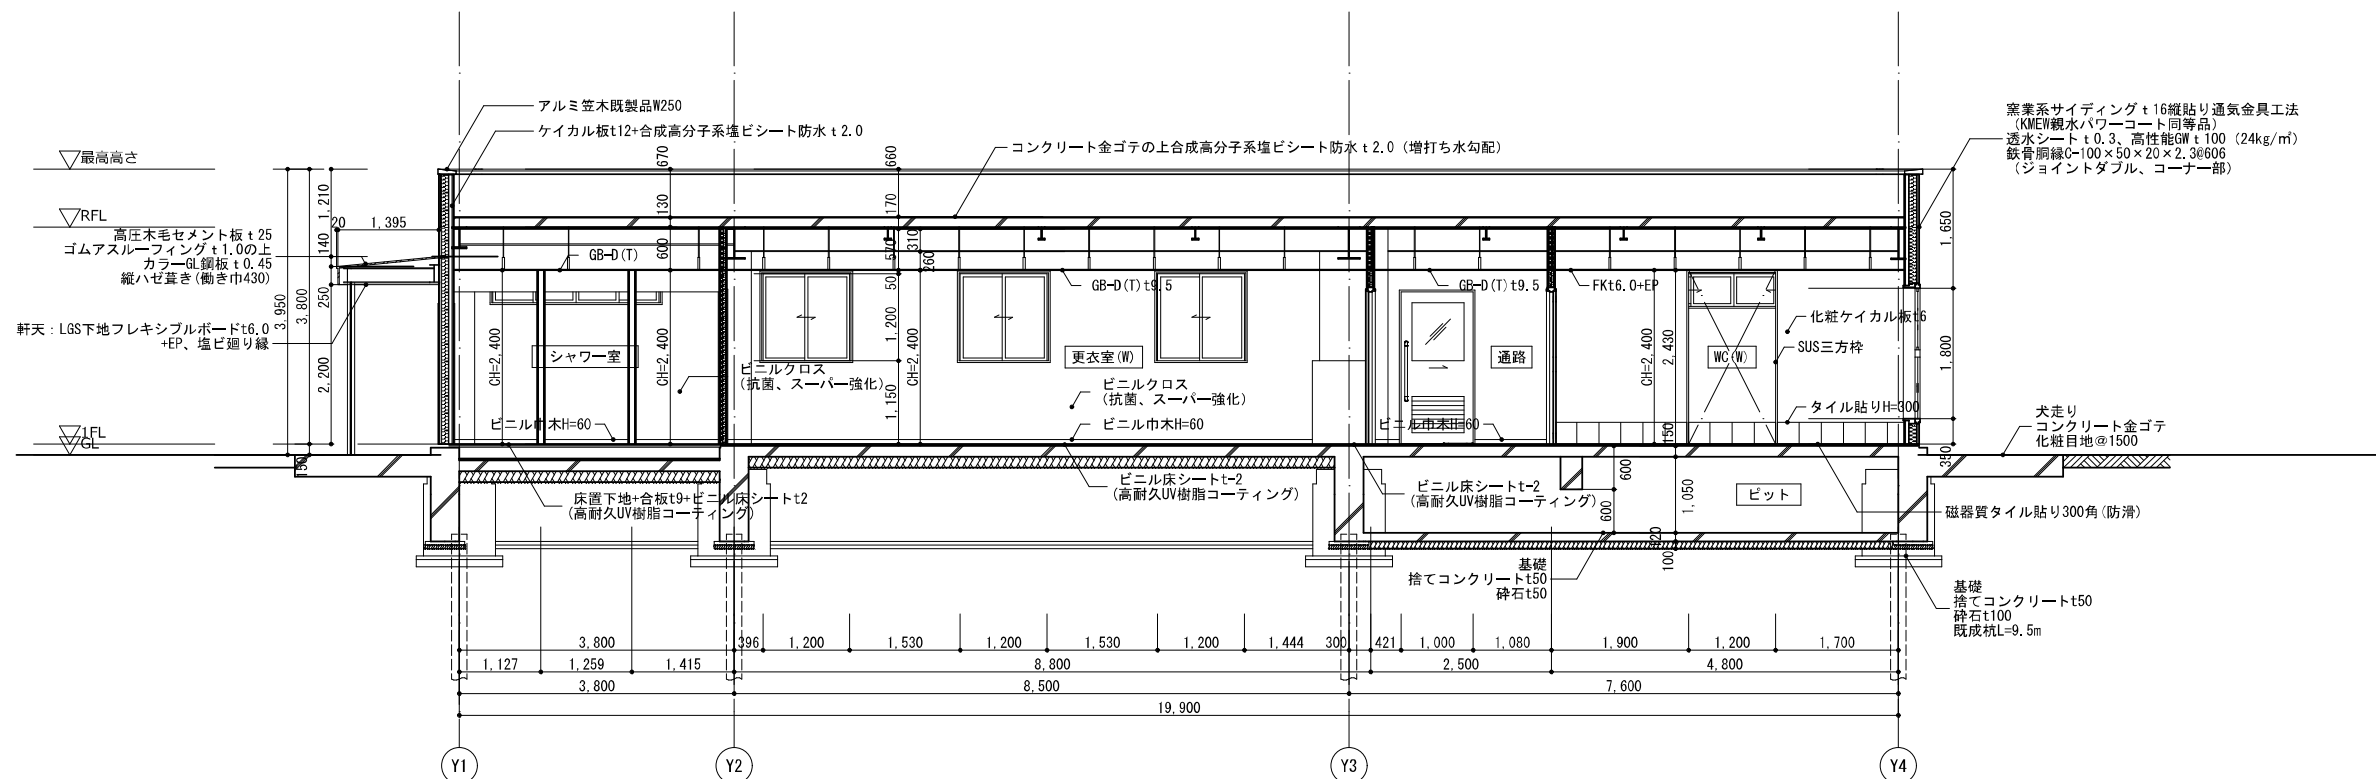 アルミ笠木既製品W250
ケイカル板t12+合成高分子系塩ビシート防水ｔ2.0
コンクリート金ゴテの上合成高分子系塩ビシート防水ｔ2.0 (増打ち水勾配)
窯業系サイディングｔ16縦貼り通気金具工法
(KMEW親水パワーコート同等品)
透水シートｔ0.3、高性能GWｔ100 (24kg/㎡)
鉄骨胴縁C-100×50×20×2.3@606
(ジョイントダブル、コーナー部)
最高高さ
RFL
1FL
GL
高圧木毛セメント板ｔ25
ゴムアスルーフィングｔ1.0の上
カラーGL鋼板ｔ0.45
縦ハゼ葺き(働き巾430)
軒天：LGS下地フレキシブルボードt6.0
+EP、塩ビ廻り縁
3,950
3,800
1,210
140
250
2,200
150
20
1,395
670
130
600
CH=2,400
CH=2,400
660
170
570
310
260
50
1,200
1,150
CH=2,400
CH=2,400
2,430
150
1,650
1,800
350
GB-D(T)
GB-D(T)t9.5
GB-D(T)t9.5
FKt6.0+EP
シャワー室
更衣室(W)
通路
WC(W)
ピット
ビニルクロス
(抗菌、スーパー強化)
ビニルクロス
(抗菌、スーパー強化)
ビニル巾木H=60
ビニル巾木H=60
ビニル巾木H=60
化粧ケイカル板t6
SUS三方枠
タイル貼りH=300
犬走り
コンクリート金ゴテ
化粧目地@1500
床置下地+合板t9+ビニル床シートt2
(高耐久UV樹脂コーティング)
ビニル床シートt-2
(高耐久UV樹脂コーティング)
ビニル床シートt-2
(高耐久UV樹脂コーティング)
磁器質タイル貼り300角(防滑)
600
600
1,050
100
基礎
捨てコンクリートt50
砕石t50
基礎
捨てコンクリートt50
砕石t100
既成杭L=9.5m
3,800
396
1,200
1,530
1,200
1,530
1,200
1,444
300
421
1,000
1,080
1,900
1,200
1,700
1,127
1,259
1,415
8,800
2,500
4,800
3,800
8,500
7,600
19,900
Y1
Y2
Y3
Y4